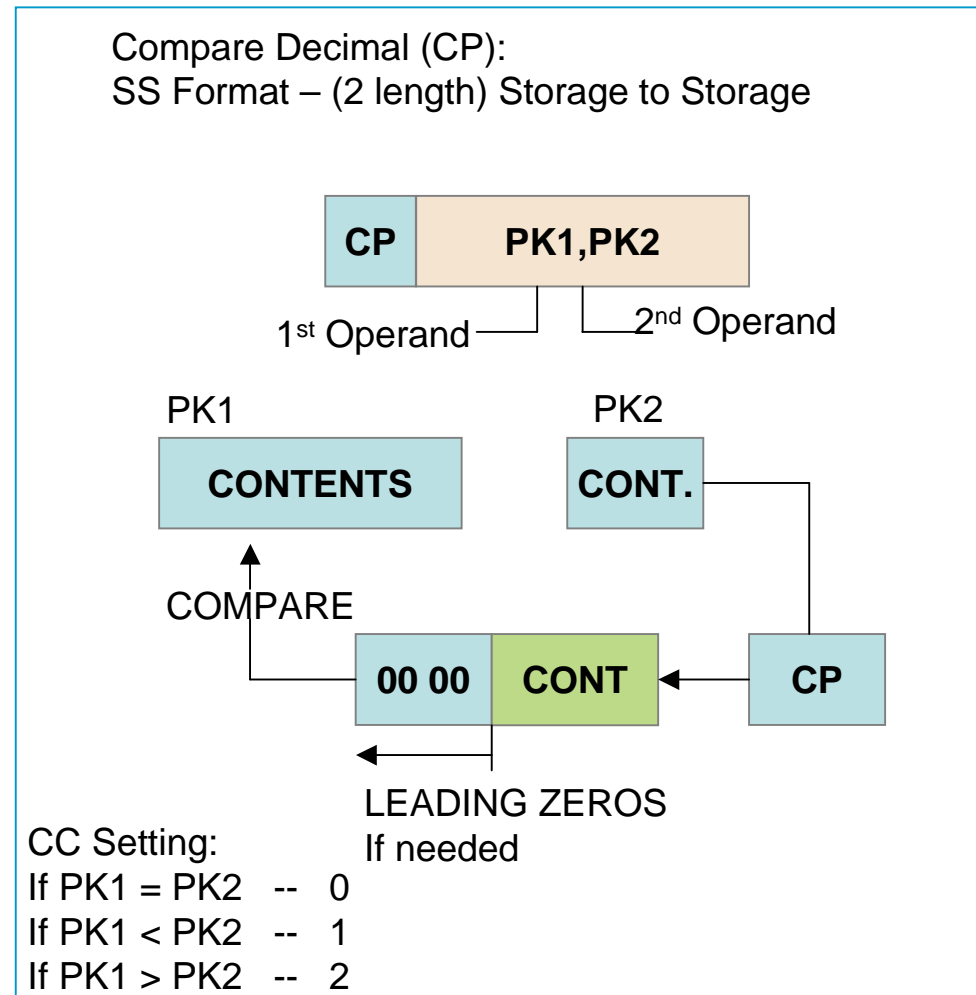 Compare Decimal (CP):
SS Format – (2 length) Storage to Storage
CP PK1,PK2
1st Operand 2nd Operand
PK1 PK2
CONTENTS CONT.
COMPARE
00 00 CONT CP
LEADING ZEROS
If needed
CC Setting:
If PK1 = PK2 -- 0
If PK1 < PK2 -- 1
If PK1 > PK2 -- 2